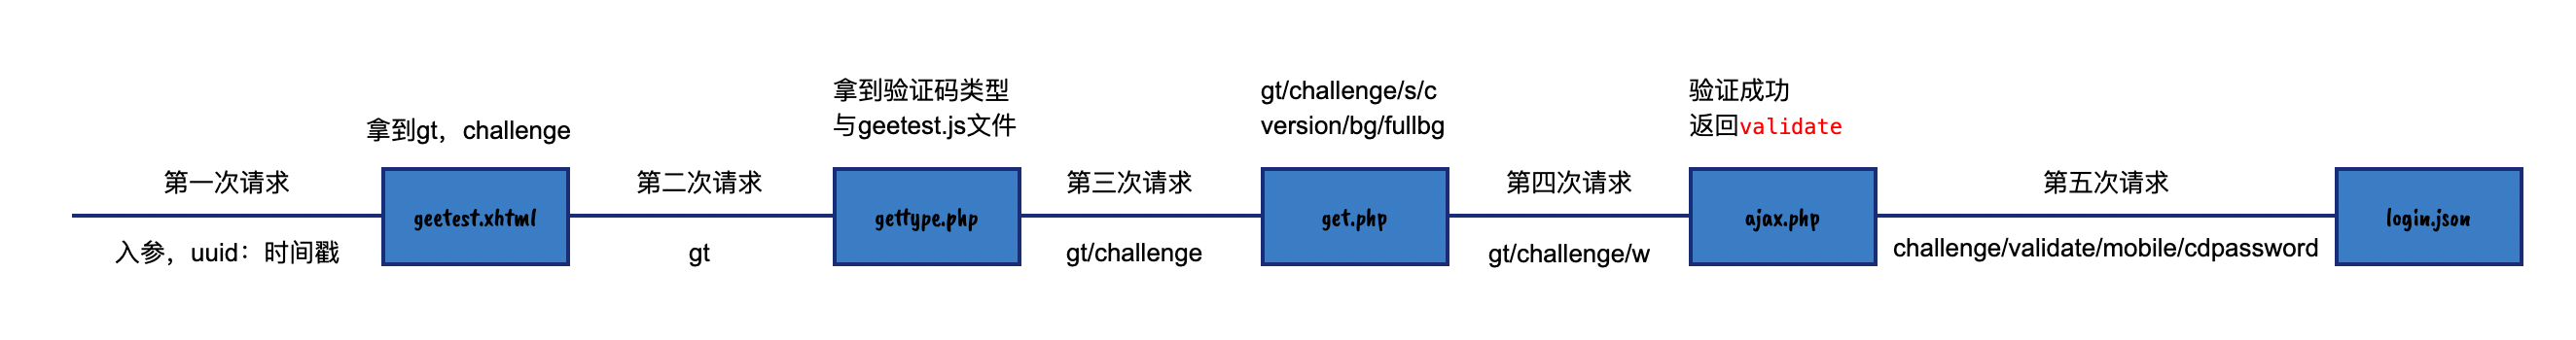 第一次请求
入参，uuid：时间戳
拿到gt，challenge
geetest.xhtml
第二次请求
gt
拿到验证码类型
与geetest.js文件
gettype.php
第三次请求
gt/challenge
gt/challenge/s/c
version/bg/fullbg
get.php
第四次请求
gt/challenge/w
验证成功
返回validate
ajax.php
第五次请求
challenge/validate/mobile/cdpassword
login.json